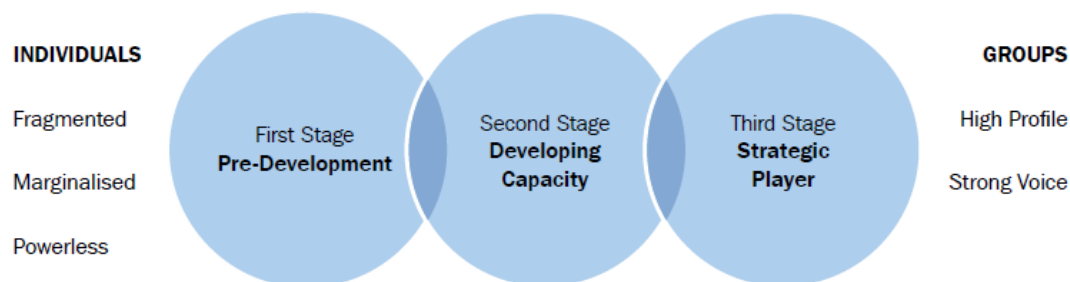 INDIVIDUALS
Fragmented
Marginalised
Powerless
First Stage
Pre-Development
Second Stage
Developing
Capacity
Third Stage
Strategic
Player
GROUPS
High Profile
Strong Voice